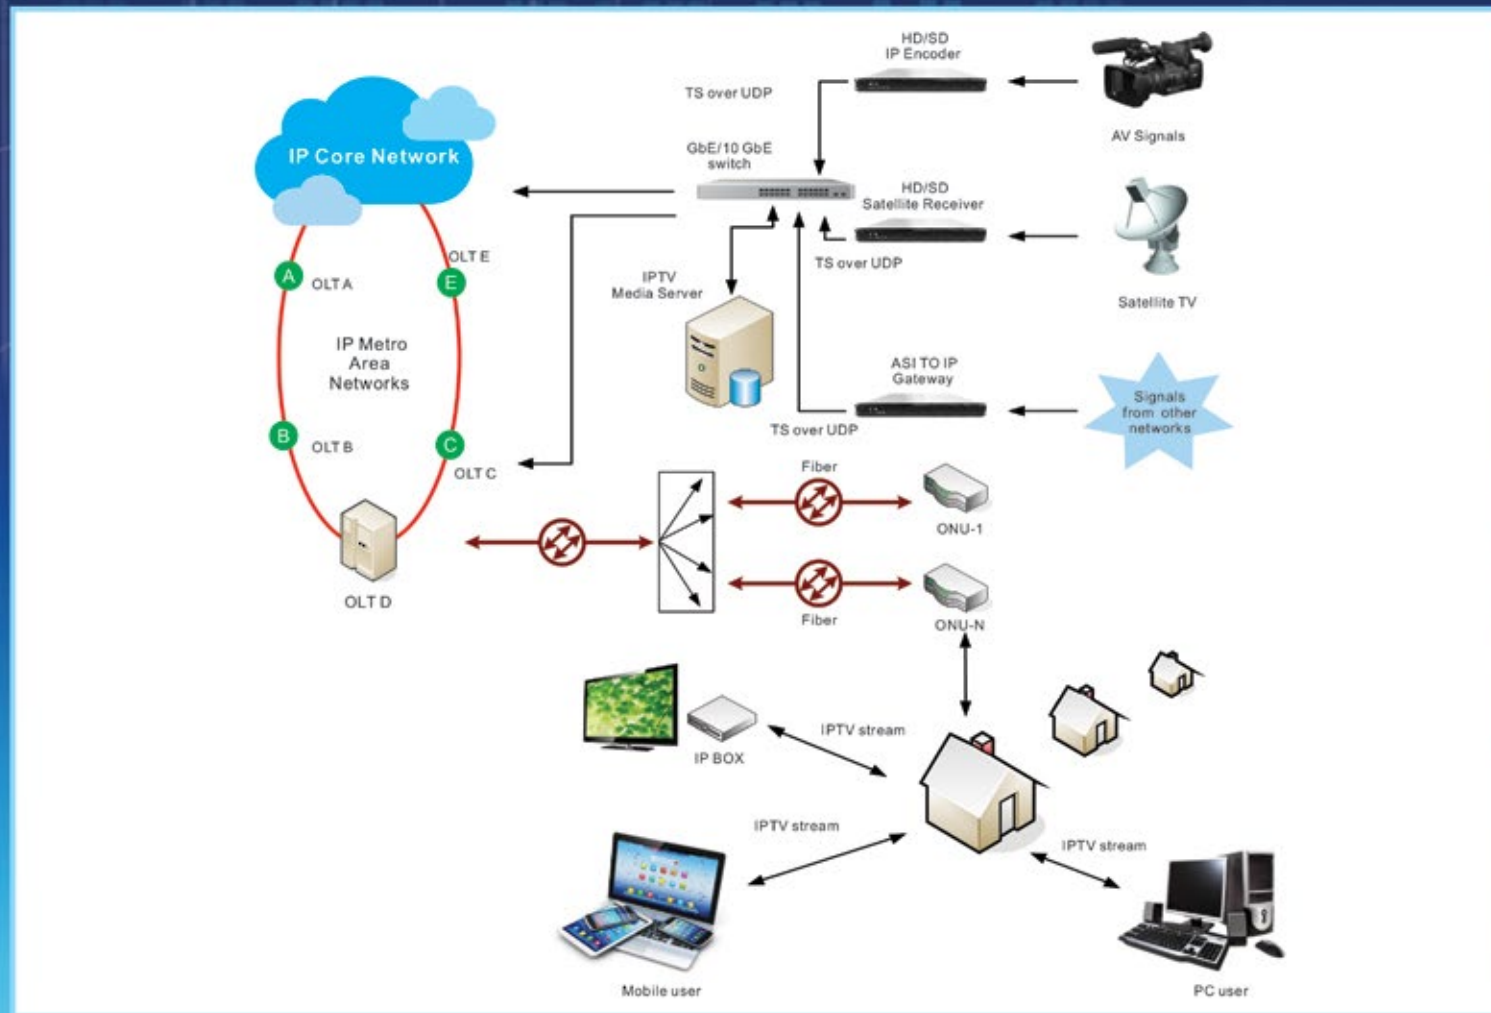 HD/SD
IP Encoder
TS over UDP
AV Signals
IP Core Network
GbE/10 GbE
switch
HD/SD
Satellite Receiver
TS over UDP
OLT E
A
OLT A
E
IPTV
Media Server
Satellite TV
IP Metro
Area
Networks
ASI TO IP
Gateway
Signals
from other
networks
TS over UDP
B
OLT B
C
OLT C
Fiber
ONU-1
OLT D
Fiber
ONU-N
IPTV stream
IP BOX
IPTV stream
IPTV stream
Mobile user
PC user